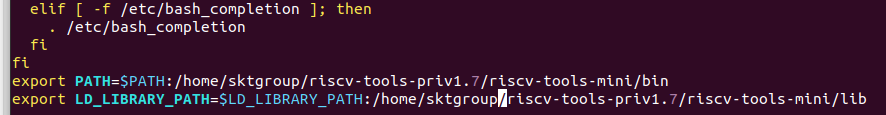 elif [ -f /etc/bash_completion ]; then
. /etc/bash_completion
fi
fi
export PATH=$PATH:/home/sktgroup/riscv-tools-priv1.7/riscv-tools-mini/bin
export LD_LIBRARY_PATH=$LD_LIBRARY_PATH:/home/sktgroup/riscv-tools-priv1.7/riscv-tools-mini/lib